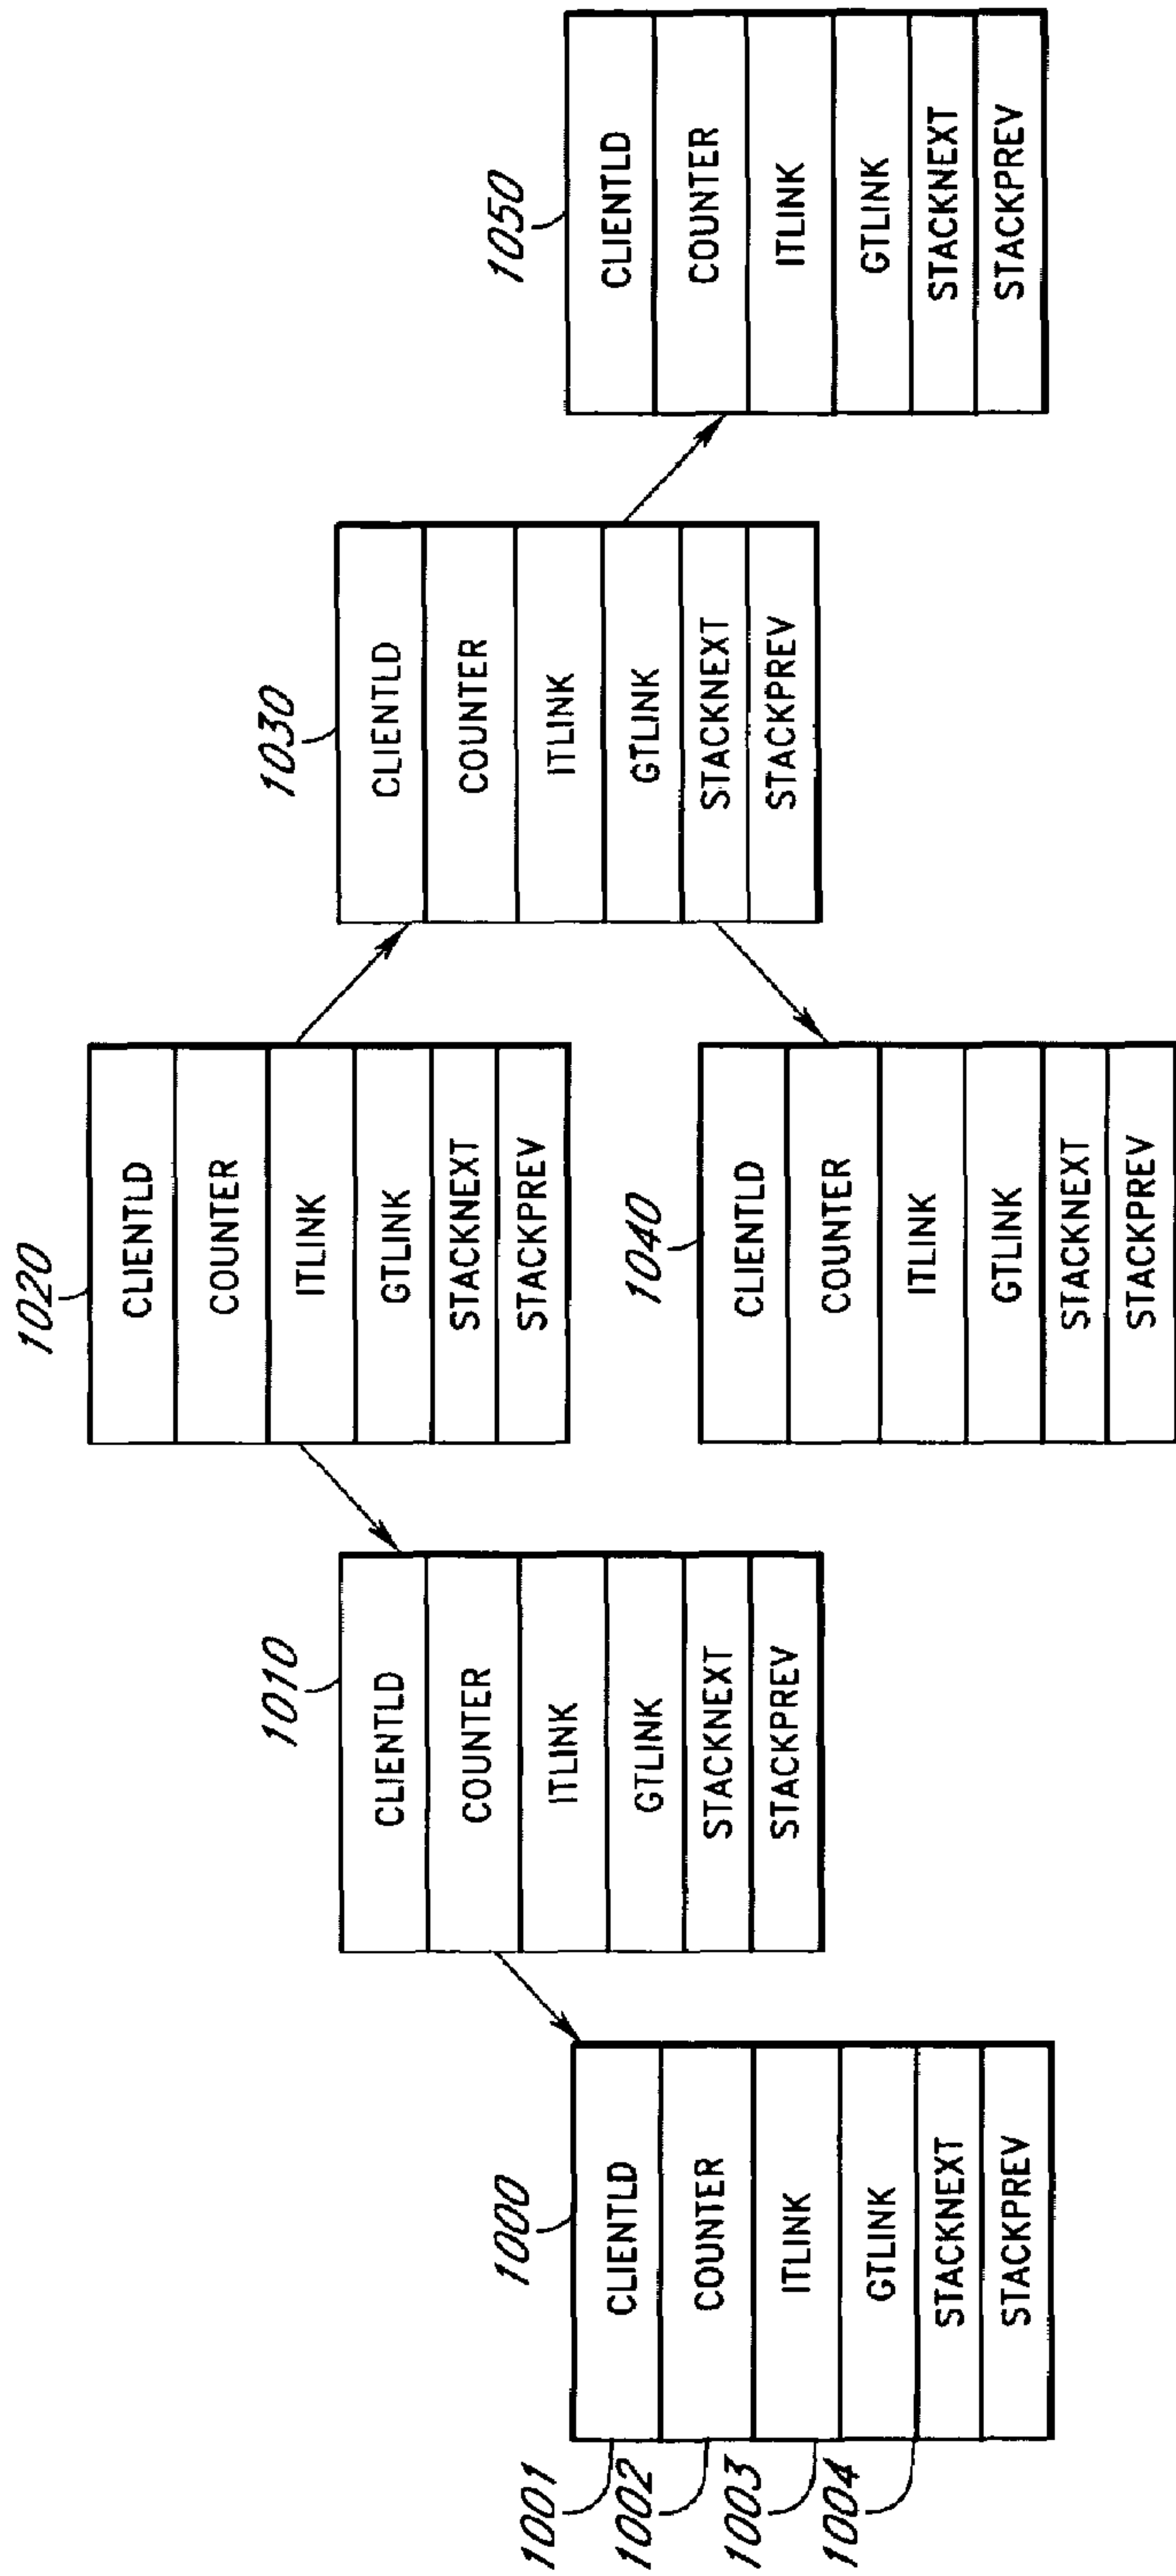 1020
CLIENTLD
COUNTER
ITLINK
GTLINK
STACKNEXT
STACKPREV
1010
CLIENTLD
COUNTER
ITLINK
GTLINK
STACKNEXT
STACKPREV
1030
CLIENTLD
COUNTER
ITLINK
GTLINK
STACKNEXT
STACKPREV
1000
1001
CLIENTLD
1002
COUNTER
1003
ITLINK
1004
GTLINK
STACKNEXT
STACKPREV
1040
CLIENTLD
COUNTER
ITLINK
GTLINK
STACKNEXT
STACKPREV
1050
CLIENTLD
COUNTER
ITLINK
GTLINK
STACKNEXT
STACKPREV